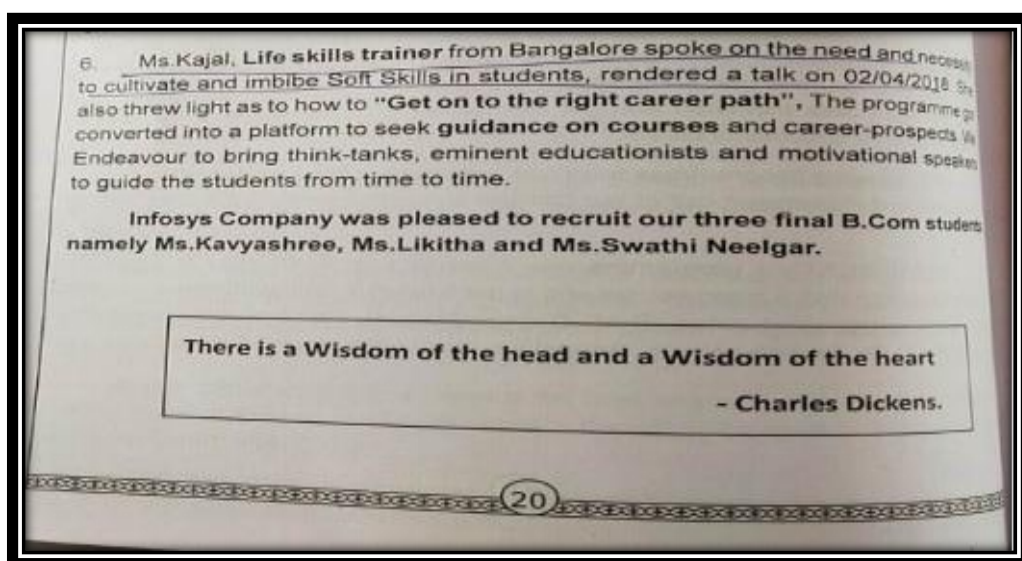 6. Ms.Kajal, Life skills trainer from Bangalore spoke on the need and
to cultivate and imbibe Soft Skills in students, rendered a talk on 02/04/2018
also threw light as to how to "Get on to the right career path", The programme
converted into a platform to seek guidance on courses and career-prospects
Endeavour to bring think-tanks, eminent educationists and motivational speakers
to guide the students from time to time.
Infosys Company was pleased to recruit our three final B.Com students
namely Ms.Kavyashree, Ms.Likitha and Ms.Swathi Neelgar.
There is a Wisdom of the head and a Wisdom of the heart
- Charles Dickens.
20